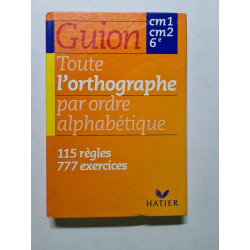 Guion
cm1
cm2
6e
Toute
l'orthographe
par ordre
alphabétique
115 règles
777 exercices
HATIER